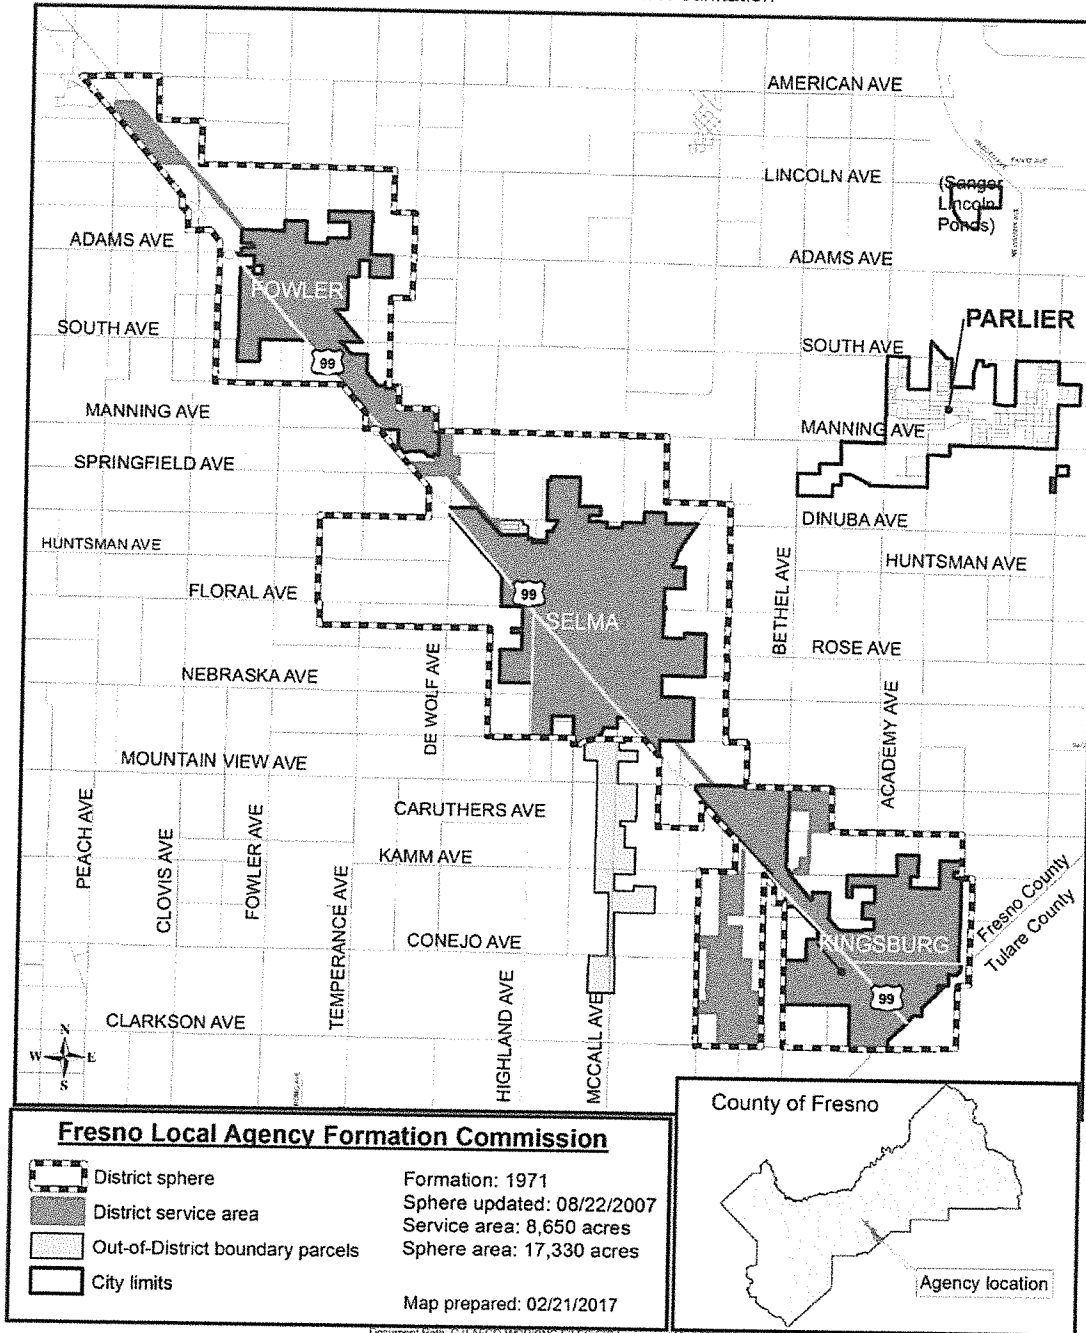 AMERICAN AVE
LINCOLN AVE
(Sanger
Lincoln
Ponds)
ADAMS AVE
ADAMS AVE
FOWLER
PARLIER
SOUTH AVE
SOUTH AVE
99
MANNING AVE
MANNING AVE
SPRINGFIELD AVE
DINUBA AVE
HUNTSMAN AVE
HUNTSMAN AVE
BETHEL AVE
FLORAL AVE
99
SELMA
ROSE AVE
NEBRASKA AVE
DE WOLF AVE
ACADEMY AVE
MOUNTAIN VIEW AVE
CARUTHERS AVE
PEACH AVE
CLOVIS AVE
FOWLER AVE
KAMM AVE
TEMPERANCE AVE
Fresno County
Tulare County
CONEJO AVE
KINGSBURG
99
HIGHLAND AVE
MCCALL AVE
CLARKSON AVE
N
W E
S
Fresno Local Agency Formation Commission
District sphere
District service area
Out-of-District boundary parcels
City limits
Formation: 1971
Sphere updated: 08/22/2007
Service area: 8,650 acres
Sphere area: 17,330 acres
Map prepared: 02/21/2017
County of Fresno
Agency location